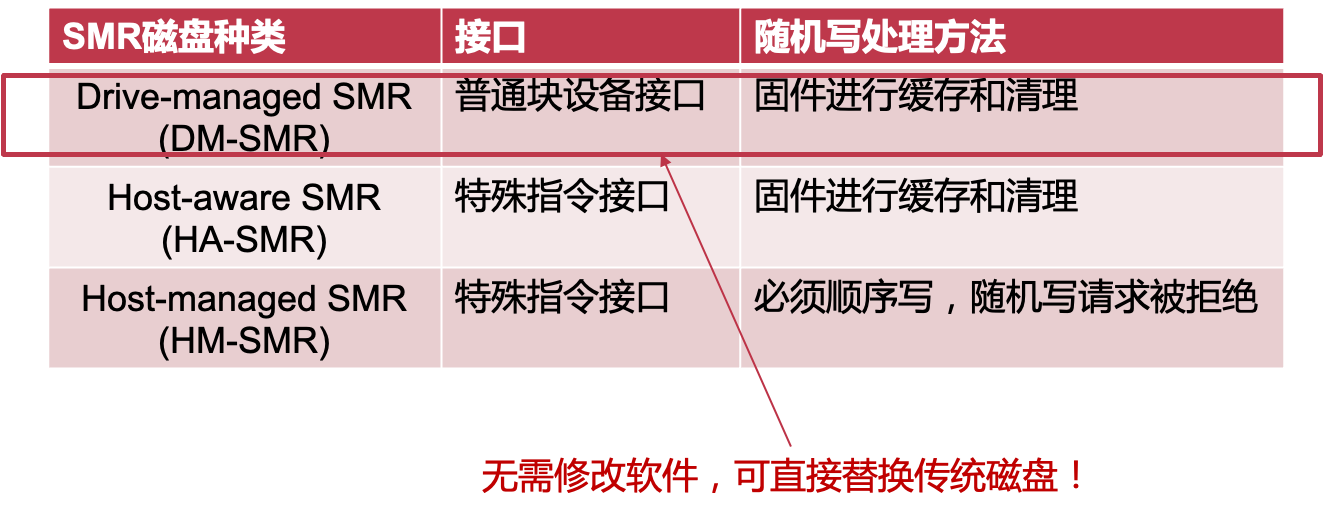 SMR磁盘种类 接口 随机写处理方法
Drive-managed SMR 普通块设备接口 固件进行缓存和清理
(DM-SMR)
Host-aware SMR 特殊指令接口 固件进行缓存和清理
(HA-SMR)
Host-managed SMR 特殊指令接口 必须顺序写，随机写请求被拒绝
(HM-SMR)
无需修改软件，可直接替换传统磁盘！